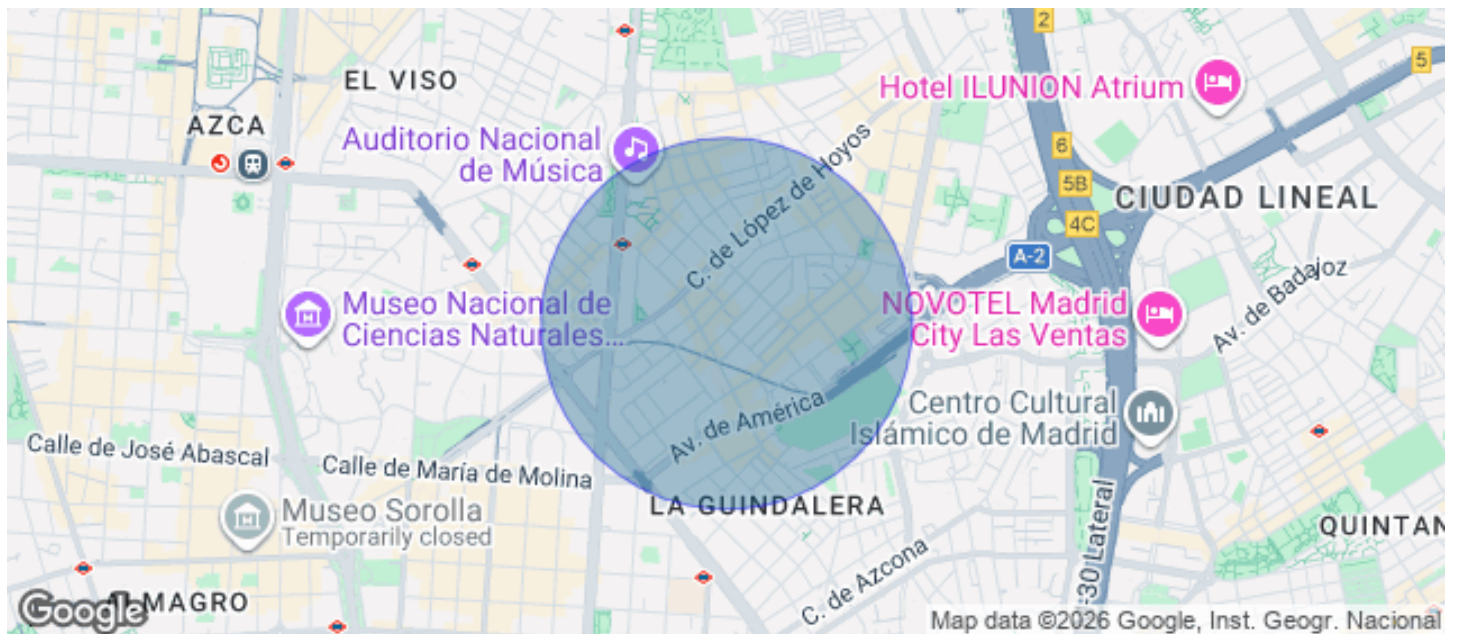 2
5
EL VISO
Hotel ILUNION Atrium
AZCA
Auditorio Nacional
de Música
6
5B
4C
CIUDAD LINEAL
C. de López de Hoyos
A-2
Museo Nacional de
Ciencias Naturales...
NOVOTEL Madrid
City Las Ventas
Av. de Badajoz
Av. de América
Centro Cultural
Islámico de Madrid
Calle de José Abascal
Calle de María de Molina
LA GUINDALERA
Museo Sorolla
Temporarily closed
:30 Lateral
QUINTAN
C. de Azcona
ALMAGRO
Google
Map data ©2026 Google, Inst. Geogr. Nacional